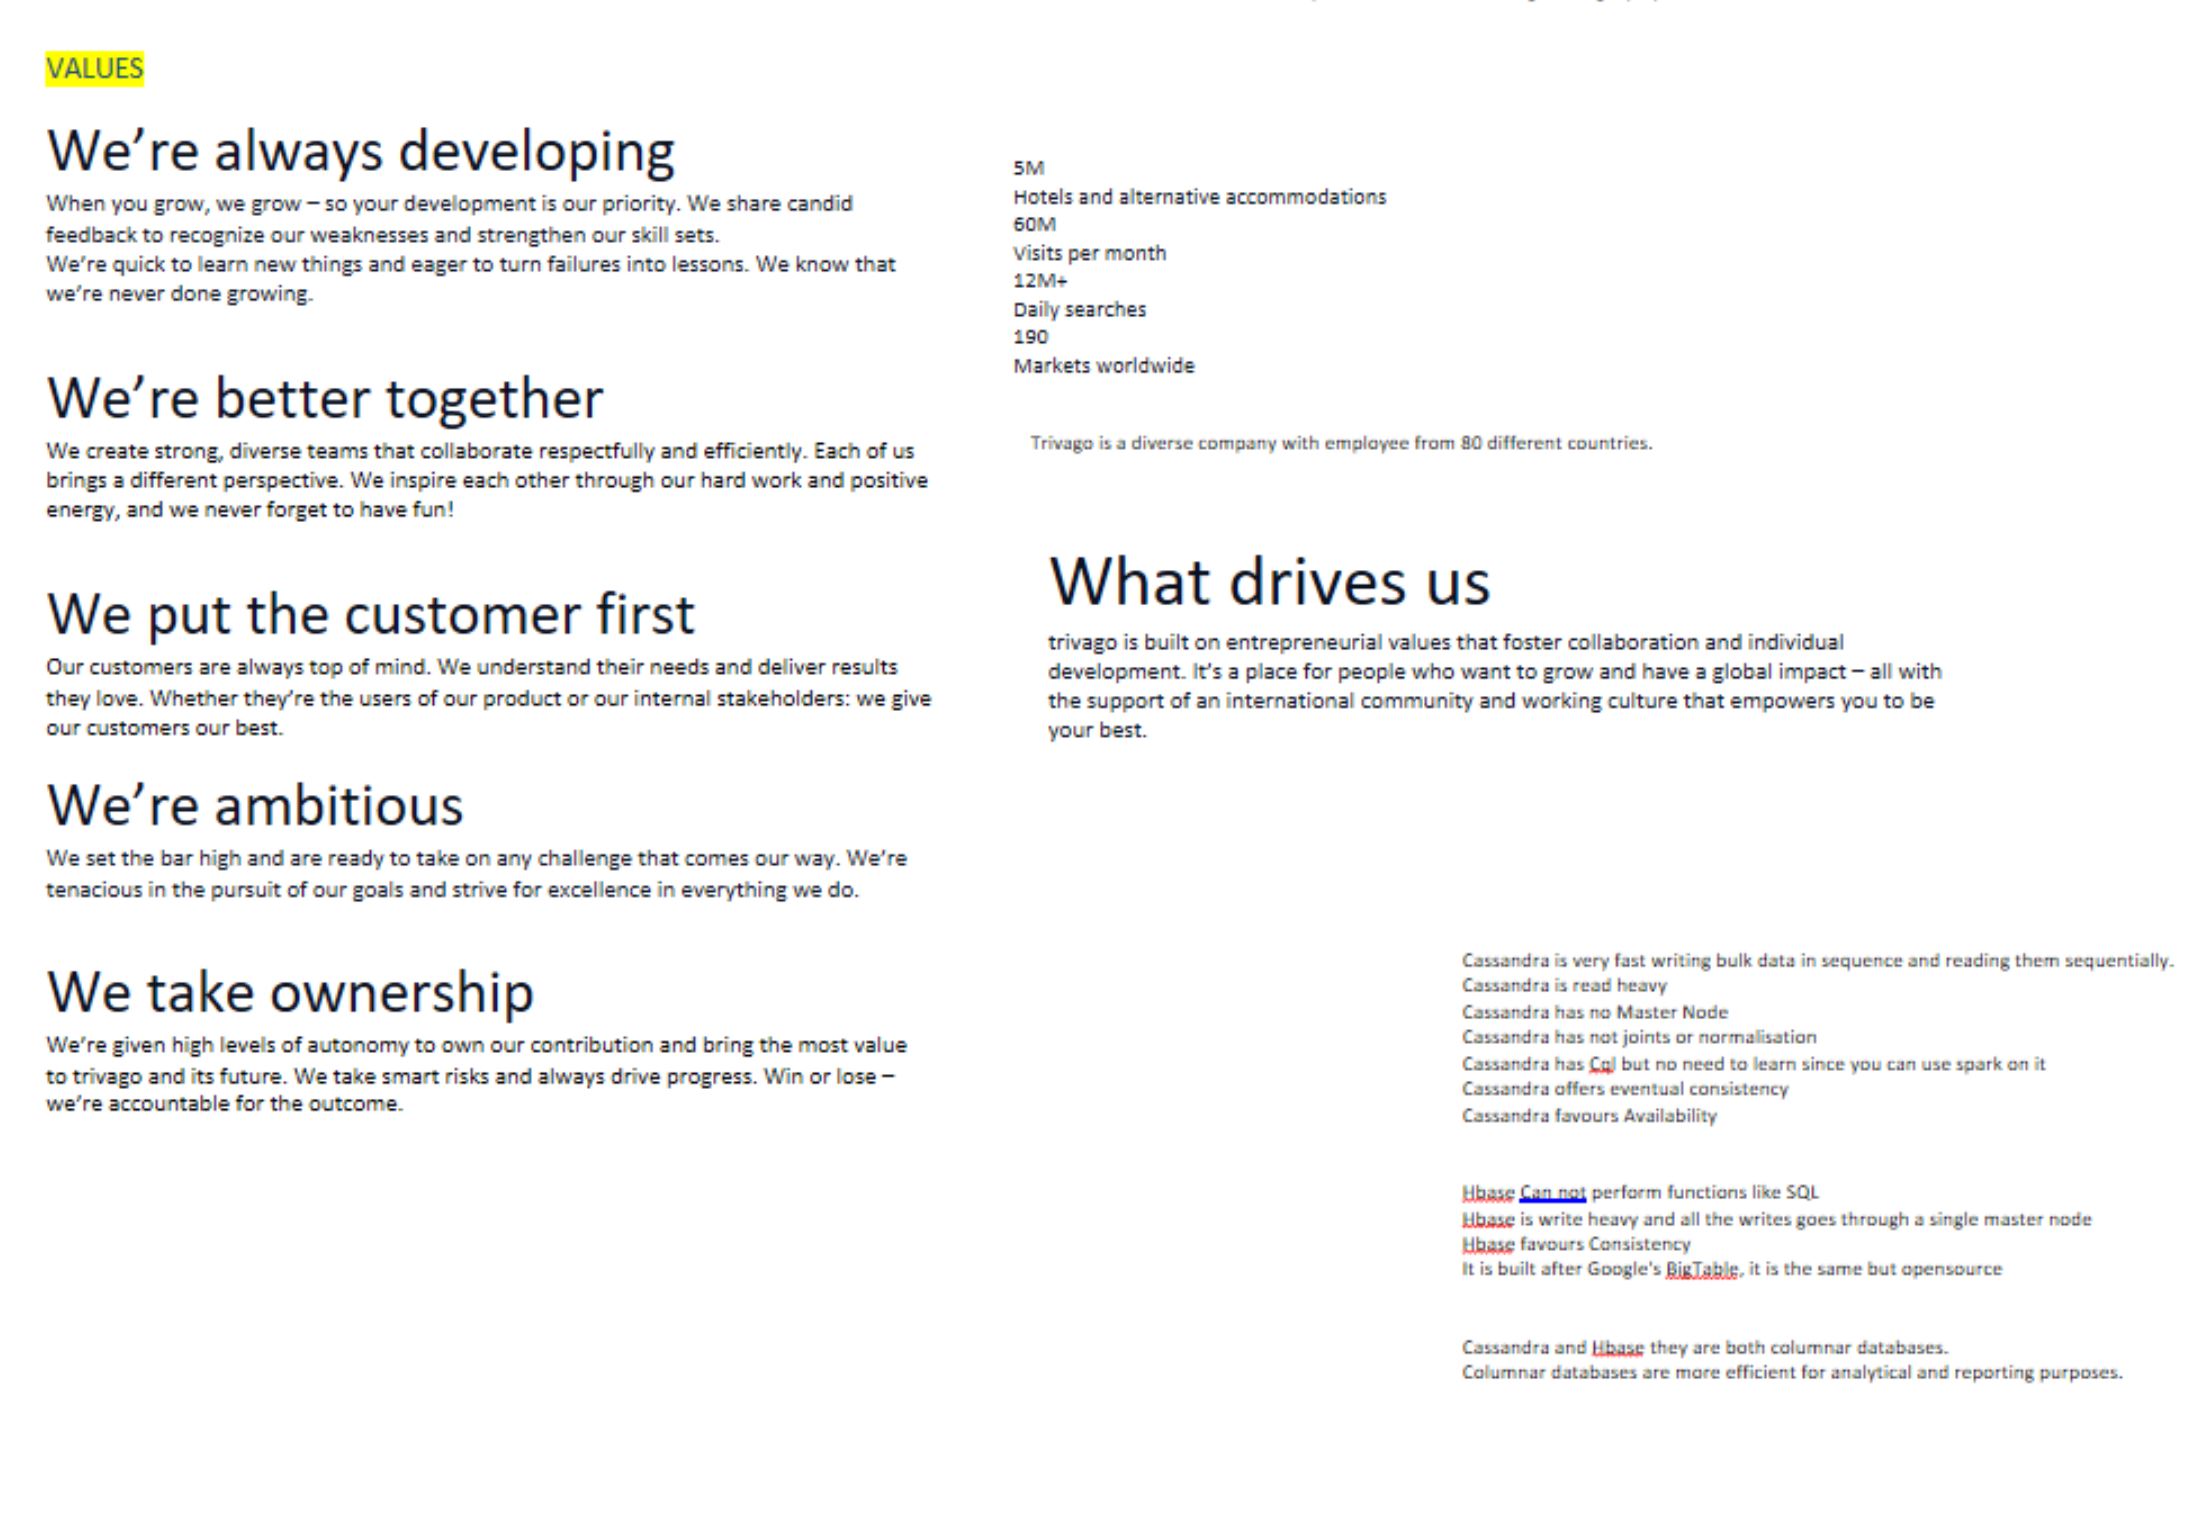 VALUES
We’re always developing
When you grow, we grow – so your development is our priority. We share candid
feedback to recognize our weaknesses and strengthen our skill sets.
We’re quick to learn new things and eager to turn failures into lessons. We know that
we’re never done growing.
We’re better together
We create strong, diverse teams that collaborate respectfully and efficiently. Each of us
brings a different perspective. We inspire each other through our hard work and positive
energy, and we never forget to have fun!
We put the customer first
Our customers are always top of mind. We understand their needs and deliver results
they love. Whether they’re the users of our product or our internal stakeholders: we give
our customers our best.
We’re ambitious
We set the bar high and are ready to take on any challenge that comes our way. We’re
tenacious in the pursuit of our goals and strive for excellence in everything we do.
We take ownership
We’re given high levels of autonomy to own our contribution and bring the most value
to trivago and its future. We take smart risks and always drive progress. Win or lose –
we’re accountable for the outcome.
5M
Hotels and alternative accommodations
60M
Visits per month
12M+
Daily searches
190
Markets worldwide
Trivago is a diverse company with employee from 80 different countries.
What drives us
trivago is built on entrepreneurial values that foster collaboration and individual
development. It’s a place for people who want to grow and have a global impact – all with
the support of an international community and working culture that empowers you to be
your best.
Cassandra is very fast writing bulk data in sequence and reading them sequentially.
Cassandra is read heavy
Cassandra has no Master Node
Cassandra has not joints or normalisation
Cassandra has Cql but no need to learn since you can use spark on it
Cassandra offers eventual consistency
Cassandra favours Availability
Hbase Can not perform functions like SQL
Hbase is write heavy and all the writes goes through a single master node
Hbase favours Consistency
It is built after Google's BigTable, it is the same but opensource
Cassandra and Hbase they are both columnar databases.
Columnar databases are more efficient for analytical and reporting purposes.